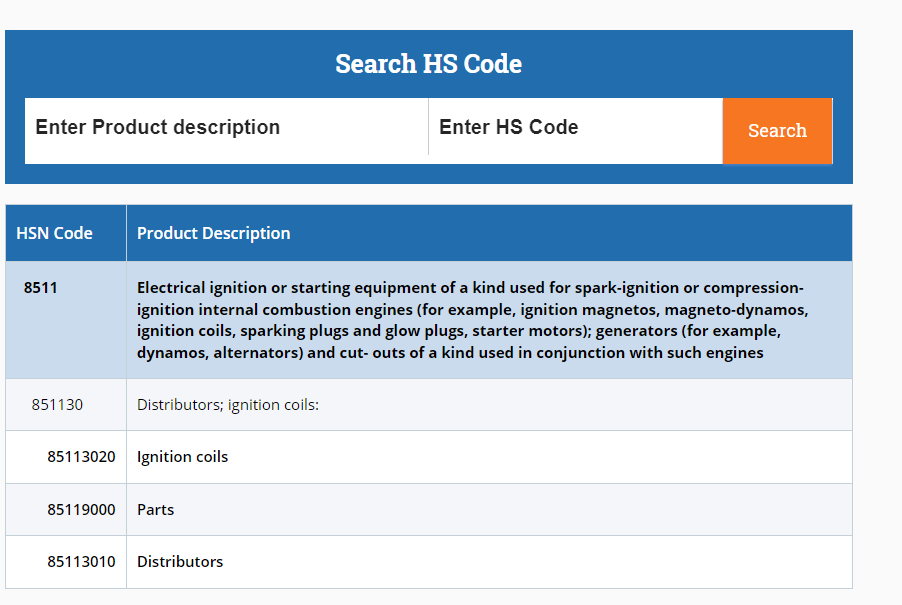 Search HS Code
Enter Product description
Enter HS Code
Search
HSN Code
Product Description
8511
Electrical ignition or starting equipment of a kind used for spark-ignition or compression-
ignition internal combustion engines (for example, ignition magnetos, magneto-dynamos,
ignition coils, sparking plugs and glow plugs, starter motors); generators (for example,
dynamos, alternators) and cut- outs of a kind used in conjunction with such engines
851130
Distributors; ignition coils:
85113020
Ignition coils
85119000
Parts
85113010
Distributors